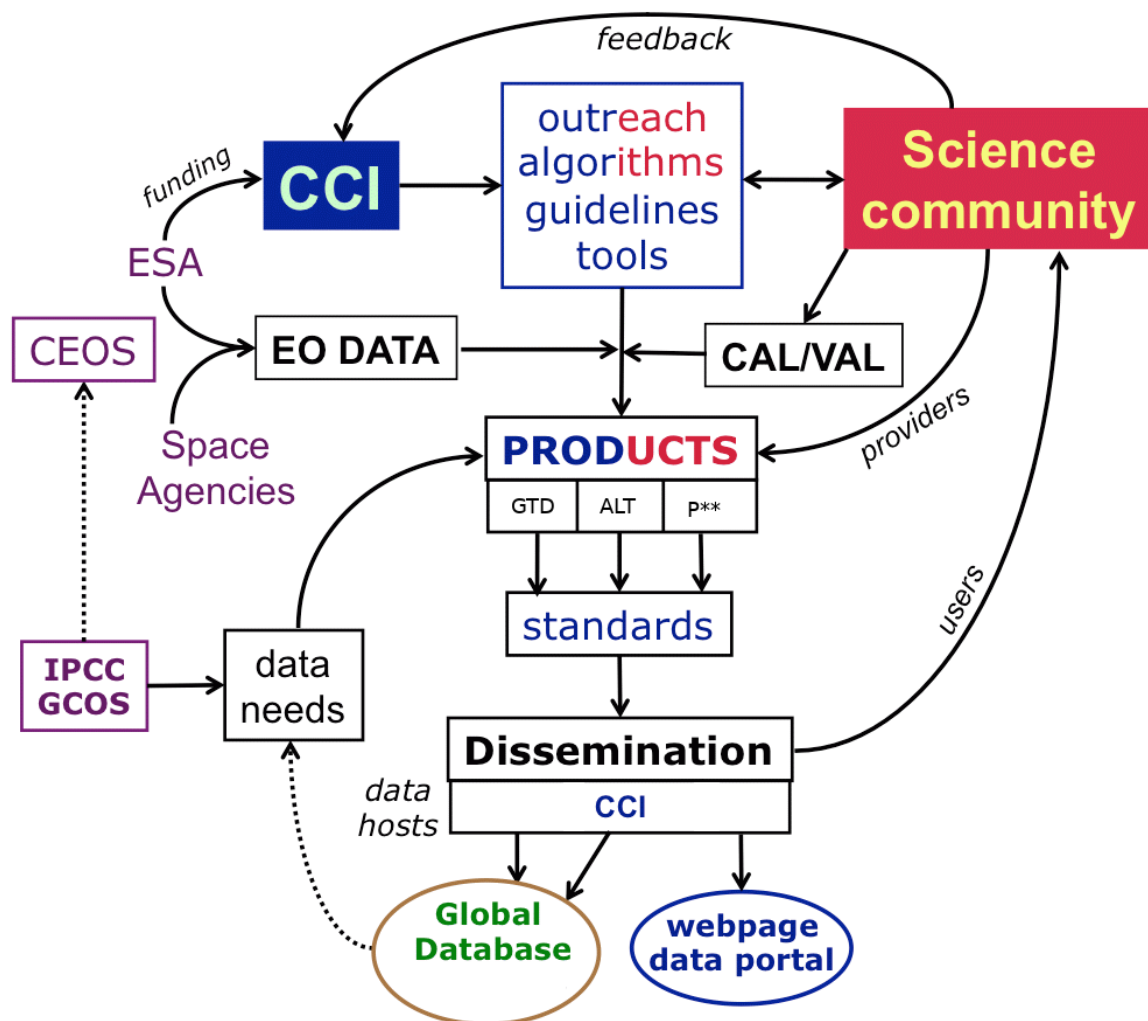 feedback
outreach
algorithms
guidelines
tools
Science
community
funding
CCI
ESA
CEOS
EO DATA
CAL/VAL
Space
Agencies
providers
PRODUCTS
GTD
ALT
P**
standards
users
IPCC
GCOS
data
needs
Dissemination
data
hosts
CCI
Global
Database
webpage
data portal